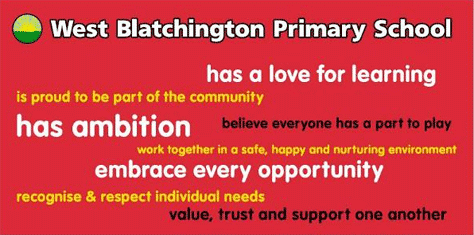 West Blatchington Primary School
has a love for learning
is proud to be part of the community
has ambition
believe everyone has a part to play
work together in a safe, happy and nurturing environment
embrace every opportunity
recognise & respect individual needs
value, trust and support one another